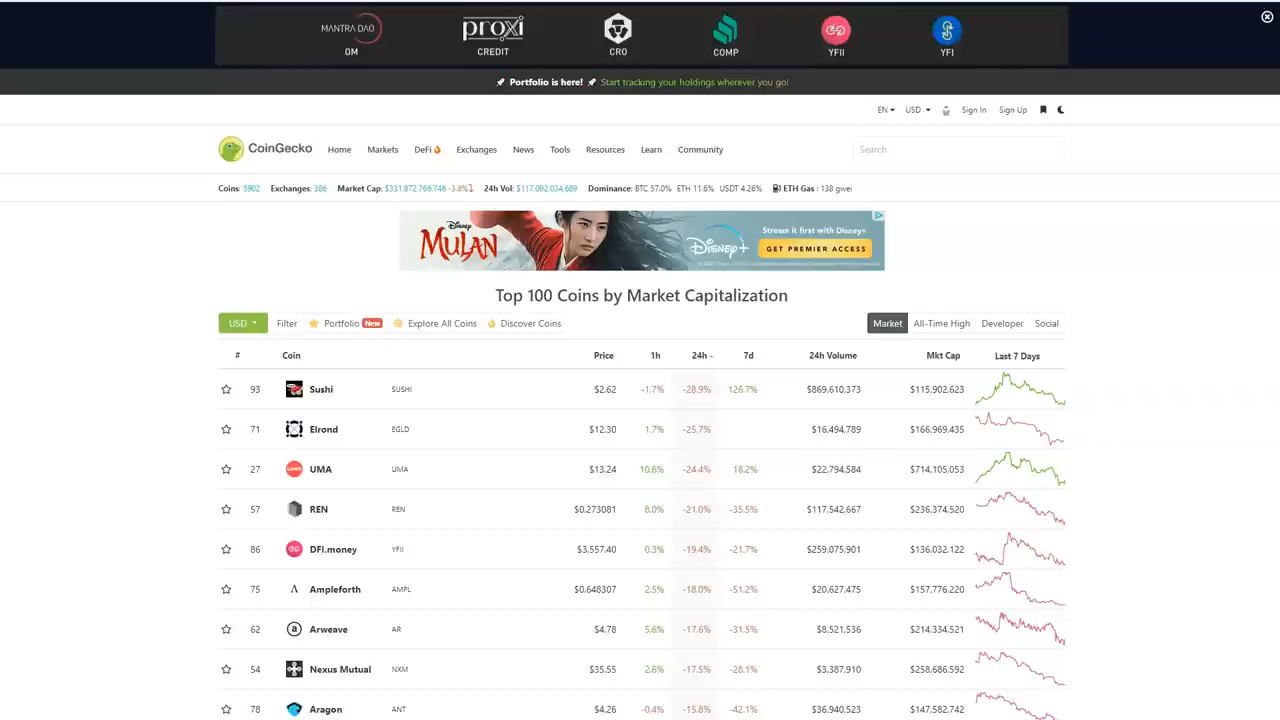 MANTRA DAO proxi
OM CREDIT CRO COMP YFII YFI
Portfolio is here! Start tracking your holdings wherever you go!
EN USD Sign In Sign Up
CoinGecko Home Markets DeFi Exchanges News Tools Resources Learn Community Search
Coins: 5902 Exchanges: 386 Market Cap: $331,872,766,746 -3.8% 24h Vol: $117,092,034,689 Dominance: BTC 57.0% ETH 11.6% USDT 4.26% ETH Gas : 138 gwei
Disney MULAN Disney+ Stream it first with Disney+
GET PREMIER ACCESS
Top 100 Coins by Market Capitalization
USD Filter Portfolio New Explore All Coins Discover Coins Market All-Time High Developer Social
# Coin Price 1h 24h 7d 24h Volume Mkt Cap Last 7 Days
93 Sushi SUSHI $2.62 -1.7% -28.9% 126.7% $869,610,373 $115,902,623
71 Elrond EGLD $12.30 1.7% -25.7% $16,494,789 $166,969,435
27 UMA UMA $13.24 10.6% -24.4% 18.2% $22,794,584 $714,105,053
57 REN REN $0.273081 8.0% -21.0% -35.5% $117,542,667 $236,374,520
86 DFI.money YFII $3,557.40 0.3% -19.4% -21.7% $259,075,901 $136,032,122
75 Ampleforth AMPL $0.648307 2.5% -18.0% -51.2% $20,627,475 $157,776,220
62 Arweave AR $4.78 5.6% -17.6% -31.5% $8,521,536 $214,334,521
54 Nexus Mutual NXM $35.55 2.6% -17.5% -28.1% $3,387,910 $258,686,592
78 Aragon ANT $4.26 -0.4% -15.8% -42.1% $36,940,523 $147,582,742